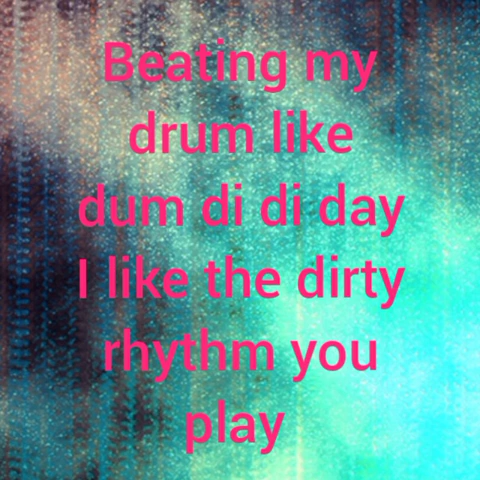 Beating my
drum like
dum di di day
I like the dirty
rhythm you
play